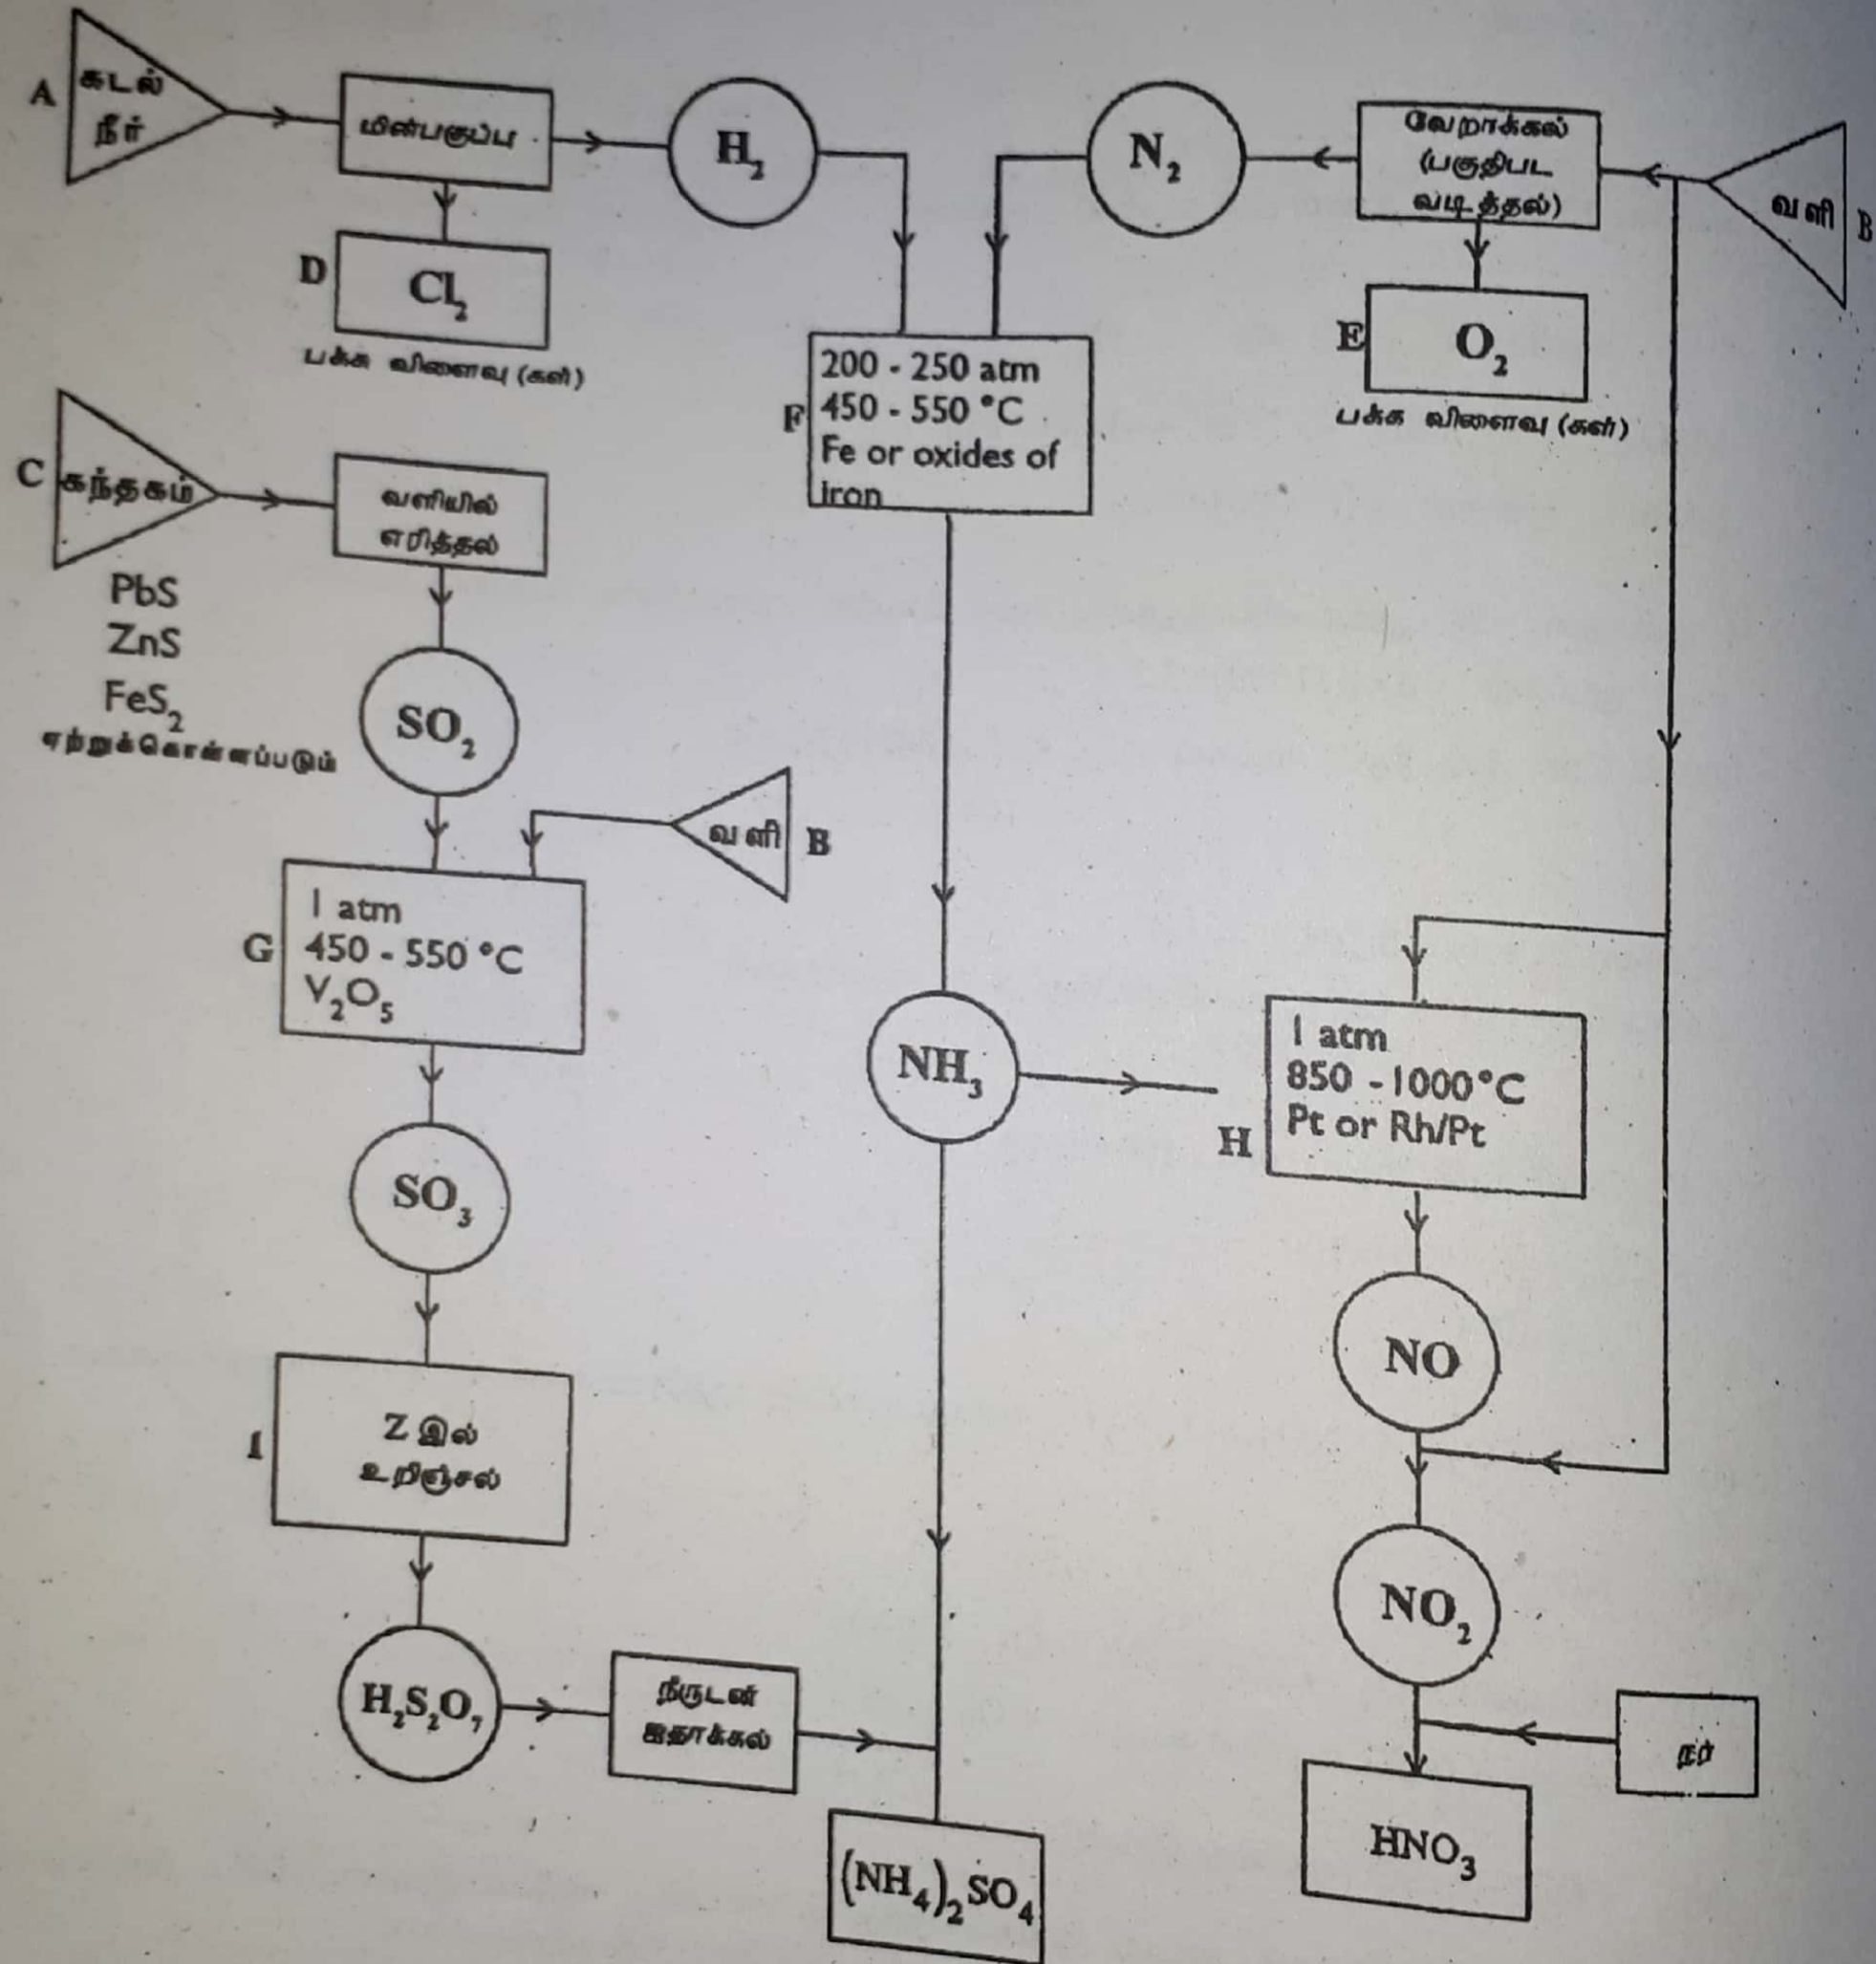 A
கடல்
நீர்
மின்பகுப்பு
H₂
N₂
வேறாக்கல்
(பகுதிபட
வடித்தல்)
வளி
B
D
Cl₂
பக்க விளைவு (கள்)
E
O₂
பக்க விளைவு (கள்)
F
200 - 250 atm
450 - 550 °C
Fe or oxides of
iron
C
கந்தகம்
வளியில்
எரித்தல்
PbS
ZnS
FeS₂
ஏற்றுக்கொள்ளப்படும்
SO₂
வளி
B
G
1 atm
450 - 550 °C
V₂O₅
NH₃
H
1 atm
850 - 1000°C
Pt or Rh/Pt
SO₃
NO
I
Z இல்
உறிஞ்சல்
NO₂
H₂S₂O₇
நீருடன்
ஐதாக்கல்
நீர்
HNO₃
(NH₄)₂SO₄